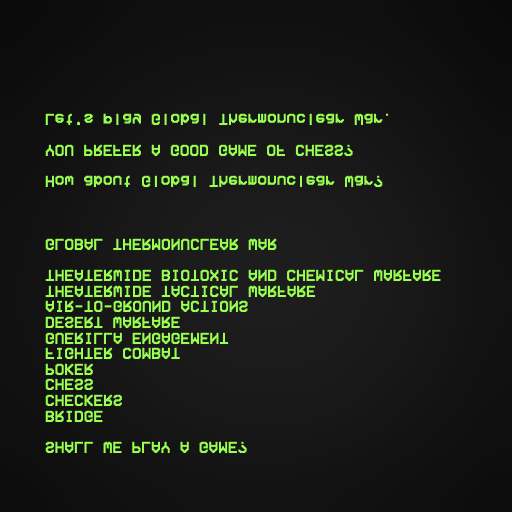 SHALL WE PLAY A GAME?
BRIDGE
CHECKERS
CHESS
POKER
FIGHTER COMBAT
GUERILLA ENGAGEMENT
DESERT WARFARE
AIR-TO-GROUND ACTIONS
THEATERWIDE TACTICAL WARFARE
THEATERWIDE BIOTOXIC AND CHEMICAL WARFARE
GLOBAL THERMONUCLEAR WAR
How about Global Thermonuclear War?
YOU PREFER A GOOD GAME OF CHESS?
Let's play Global Thermonuclear War.